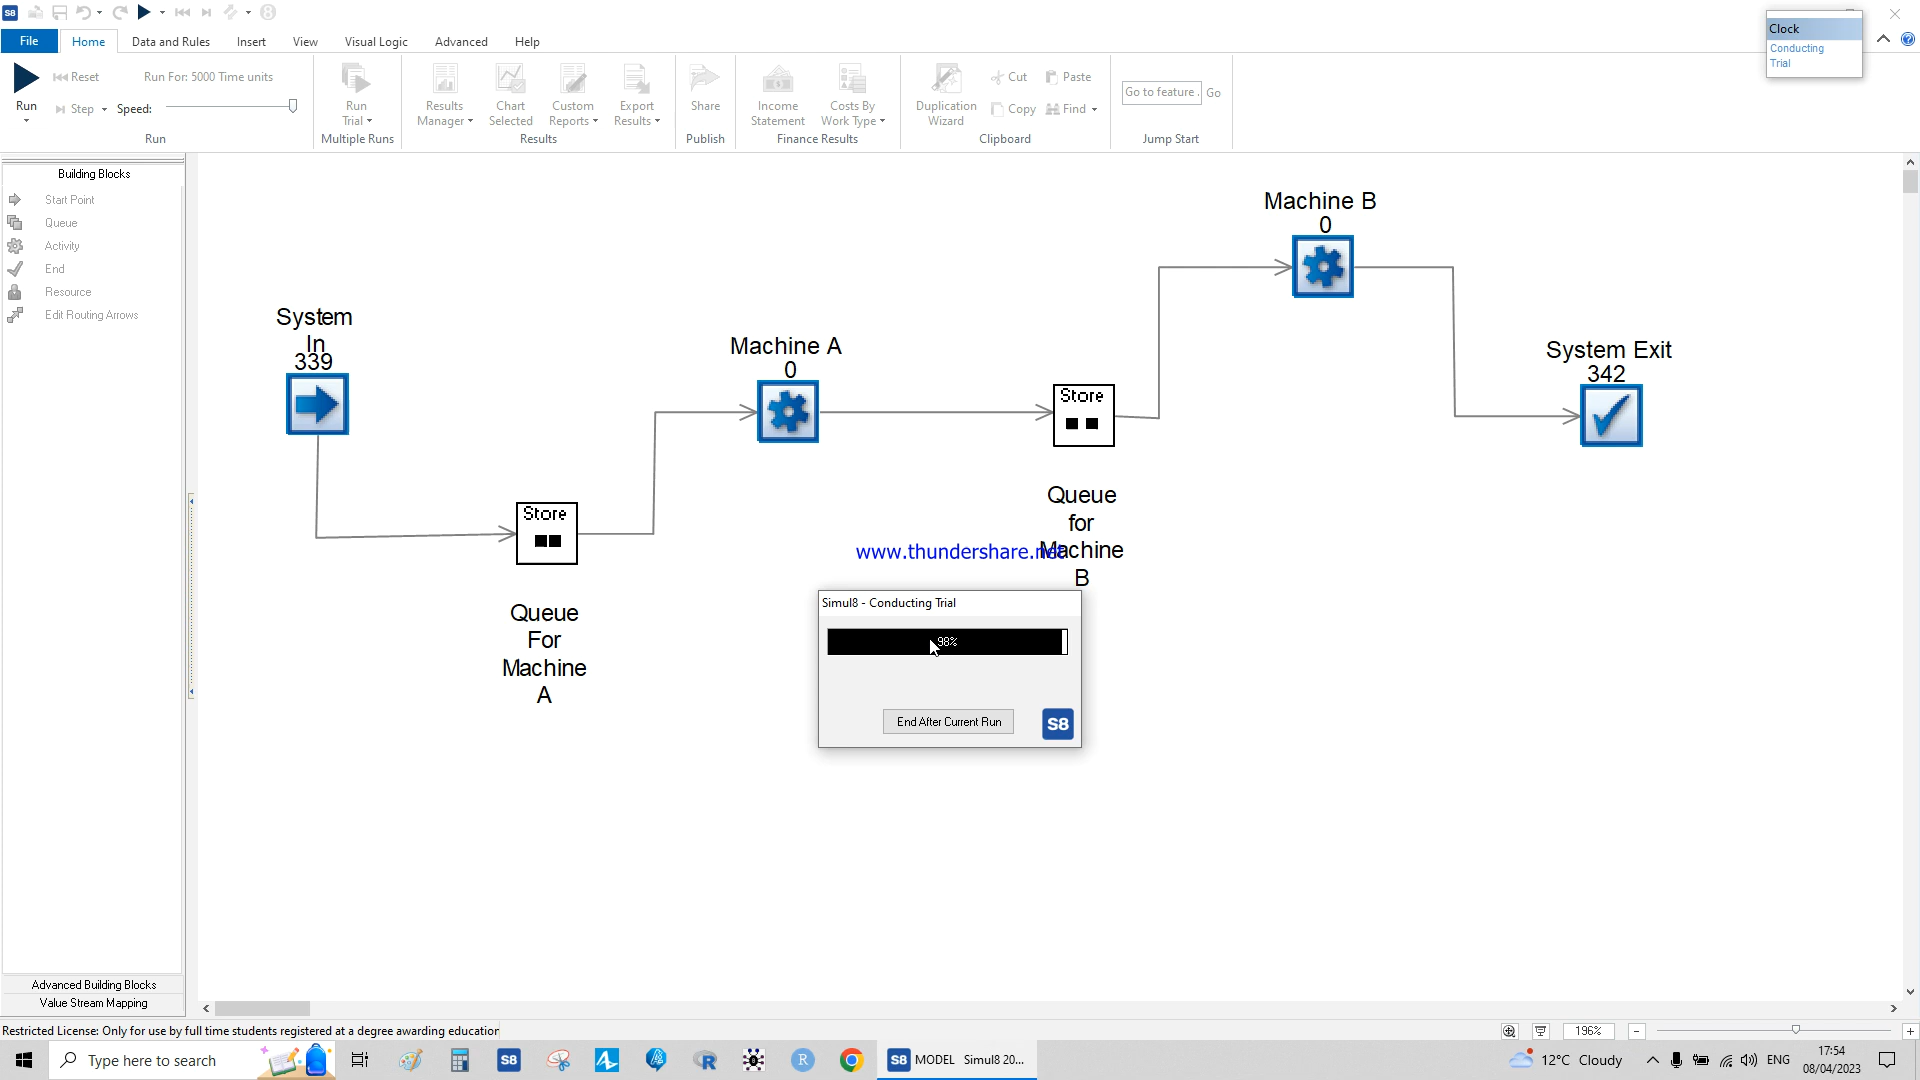 S8
Clock
Conducting
Trial
File
Home
Data and Rules
Insert
View
Visual Logic
Advanced
Help
Run
Reset
Run For: 5000 Time units
Step
Speed:
Run
Run
Trial
Multiple Runs
Results
Manager
Chart
Selected
Custom
Reports
Export
Results
Results
Share
Publish
Income
Statement
Costs By
Work Type
Finance Results
Duplication
Wizard
Cut
Paste
Copy
Find
Clipboard
Go to feature .
Go
Jump Start
Building Blocks
Start Point
Queue
Activity
End
Resource
Edit Routing Arrows
Machine B
0
System
In
339
Machine A
0
System Exit
342
Store
Store
Queue
for
Machine
B
www.thundershare.net
Queue
For
Machine
A
Simul8 - Conducting Trial
98%
End After Current Run
S8
Advanced Building Blocks
Value Stream Mapping
Restricted License: Only for use by full time students registered at a degree awarding education
196%
Type here to search
S8
R
R
S8 MODEL Simul8 20...
12°C Cloudy
ENG
17:54
08/04/2023